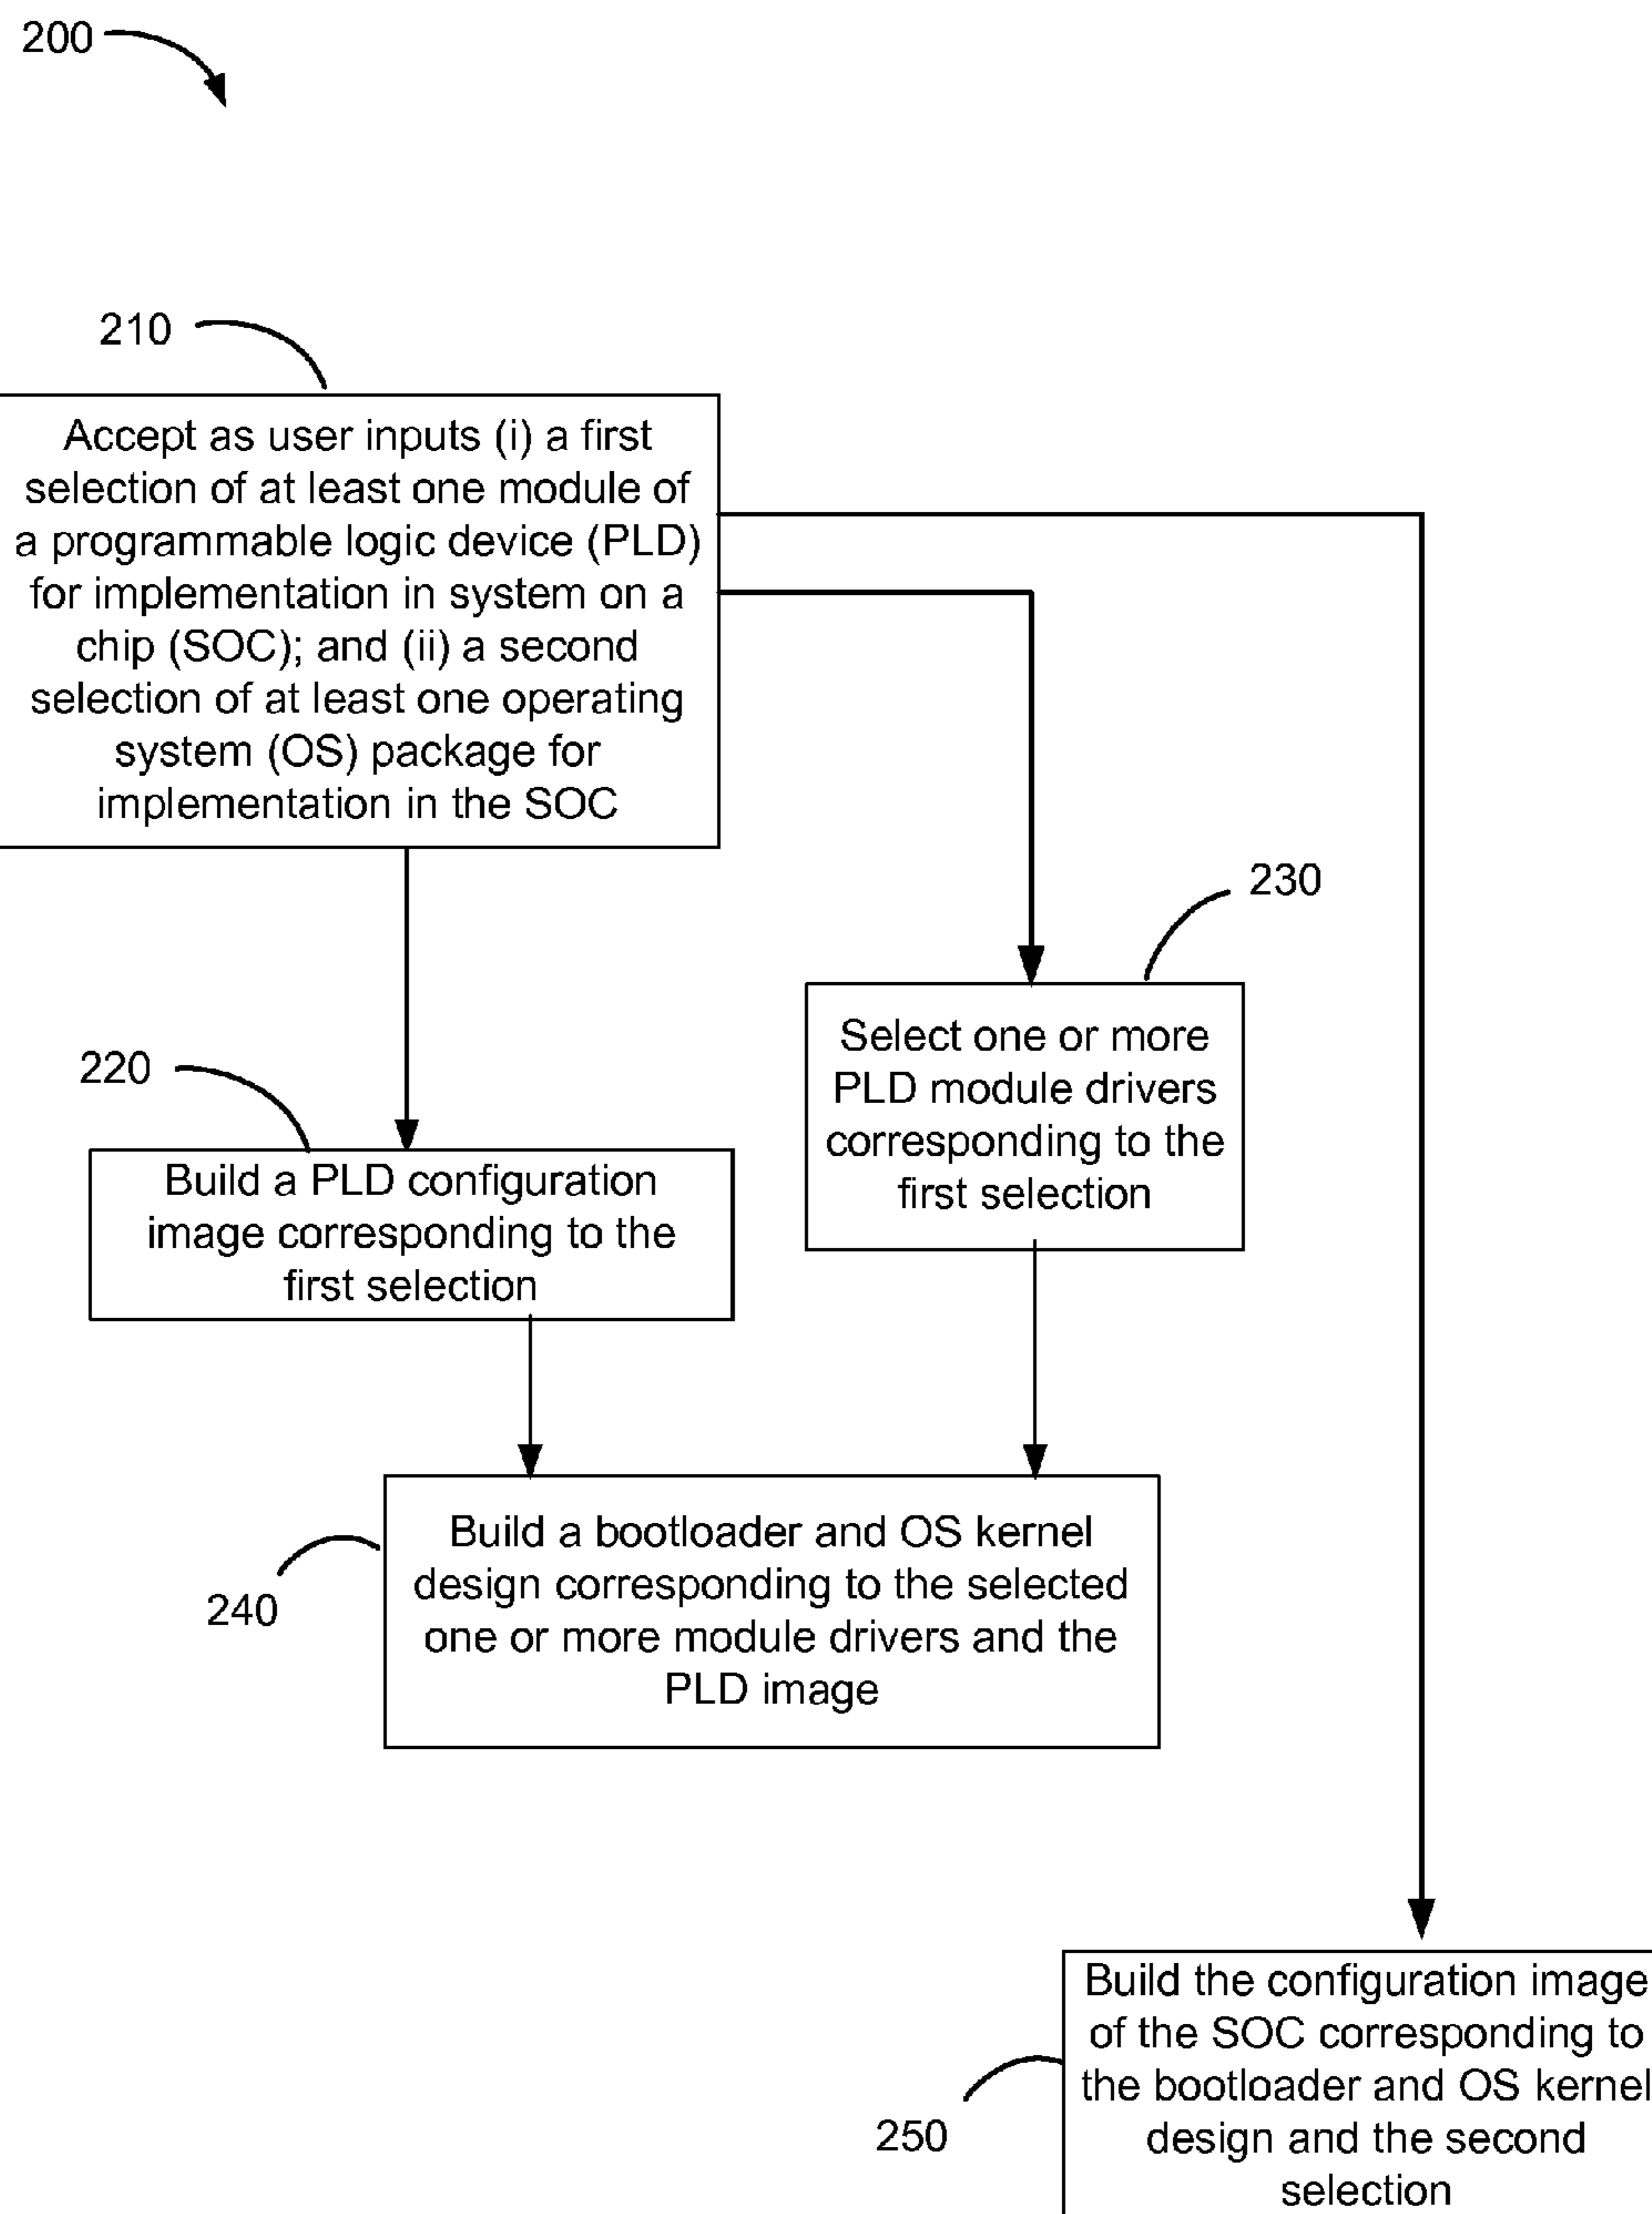 200
210
Accept as user inputs (i) a first
selection of at least one module of
a programmable logic device (PLD)
for implementation in system on a
chip (SOC); and (ii) a second
selection of at least one operating
system (OS) package for
implementation in the SOC
230
Select one or more
PLD module drivers
corresponding to the
first selection
220
Build a PLD configuration
image corresponding to the
first selection
240
Build a bootloader and OS kernel
design corresponding to the selected
one or more module drivers and the
PLD image
250
Build the configuration image
of the SOC corresponding to
the bootloader and OS kernel
design and the second
selection